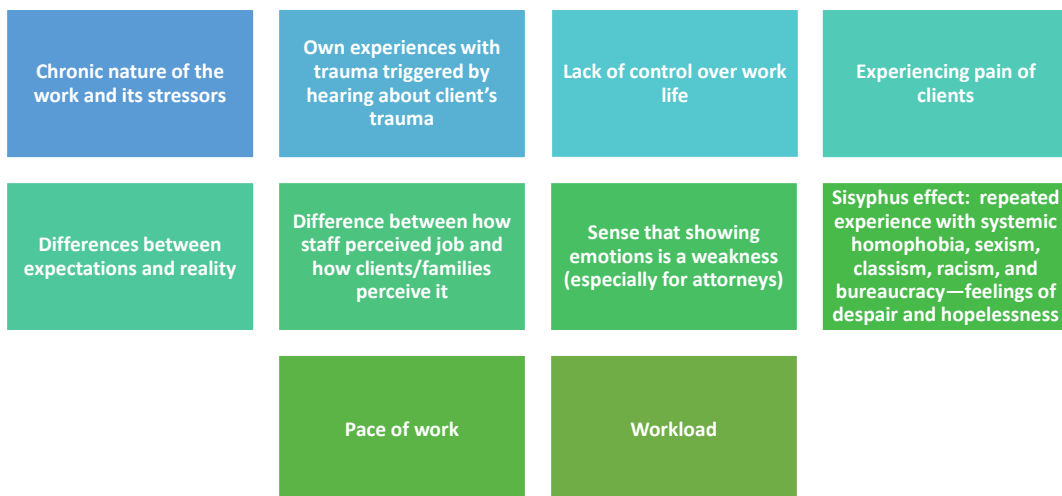 Chronic nature of the
work and its stressors
Own experiences with
trauma triggered by
hearing about client's
trauma
Lack of control over work
life
Experiencing pain of
clients
Differences between
expectations and reality
Difference between how
staff perceived job and
how clients/families
perceive it
Sense that showing
emotions is a weakness
(especially for attorneys)
Sisyphus effect:  repeated
experience with systemic
homophobia, sexism,
classism, racism, and
bureaucracy—feelings of
despair and hopelessness
Pace of work
Workload